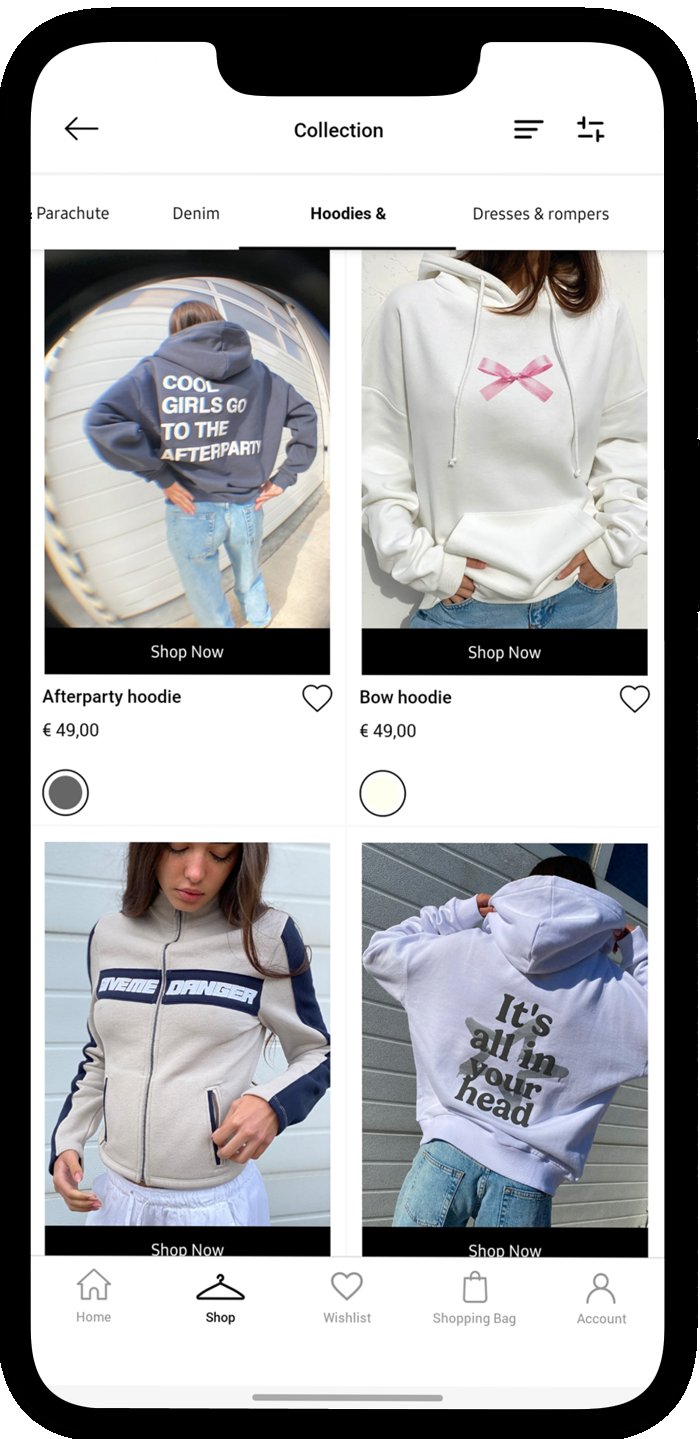 Collection
Parachute
Denim
Hoodies &
Dresses & rompers
COOL
GIRLS GO
TO THE
AFTERPARTY
Shop Now
Shop Now
Afterparty hoodie
€ 49,00
Bow hoodie
€ 49,00
DANGER
It's
all in
your
head
Shop Now
Shop Now
Home
Shop
Wishlist
Shopping Bag
Account